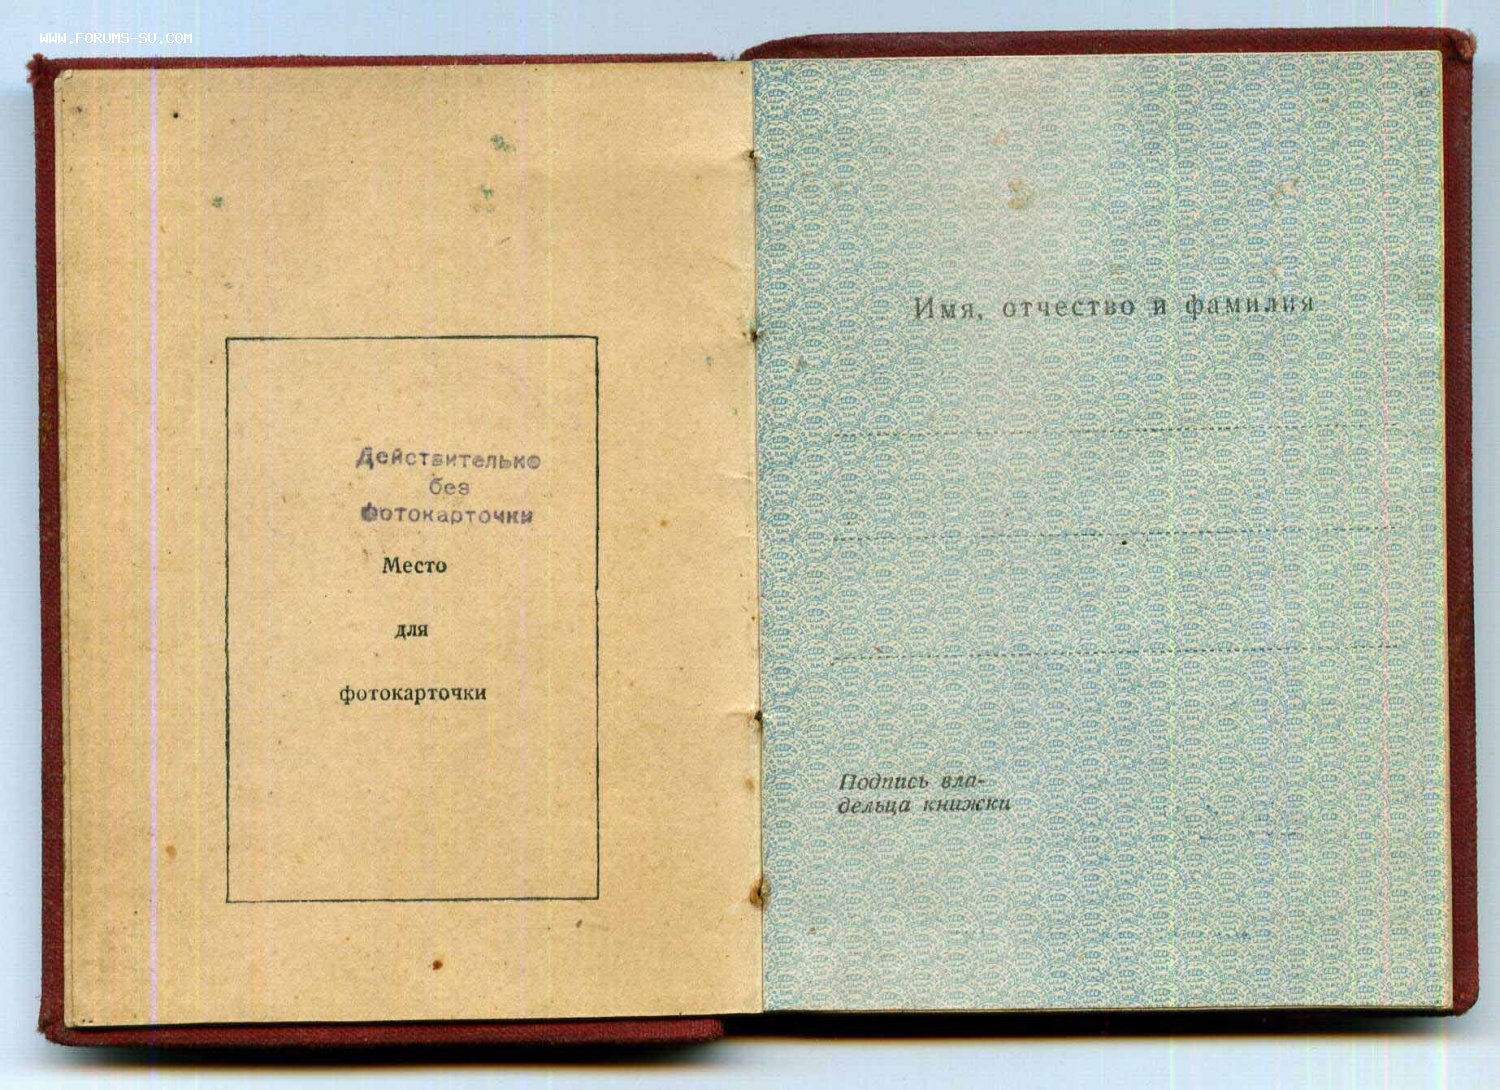 WWW.FORUMS-SU.COM
Действительно
без
фотокарточки
Место
для
фотокарточки
Имя, отчество и фамилия
Подпись вла-
дельца книжки